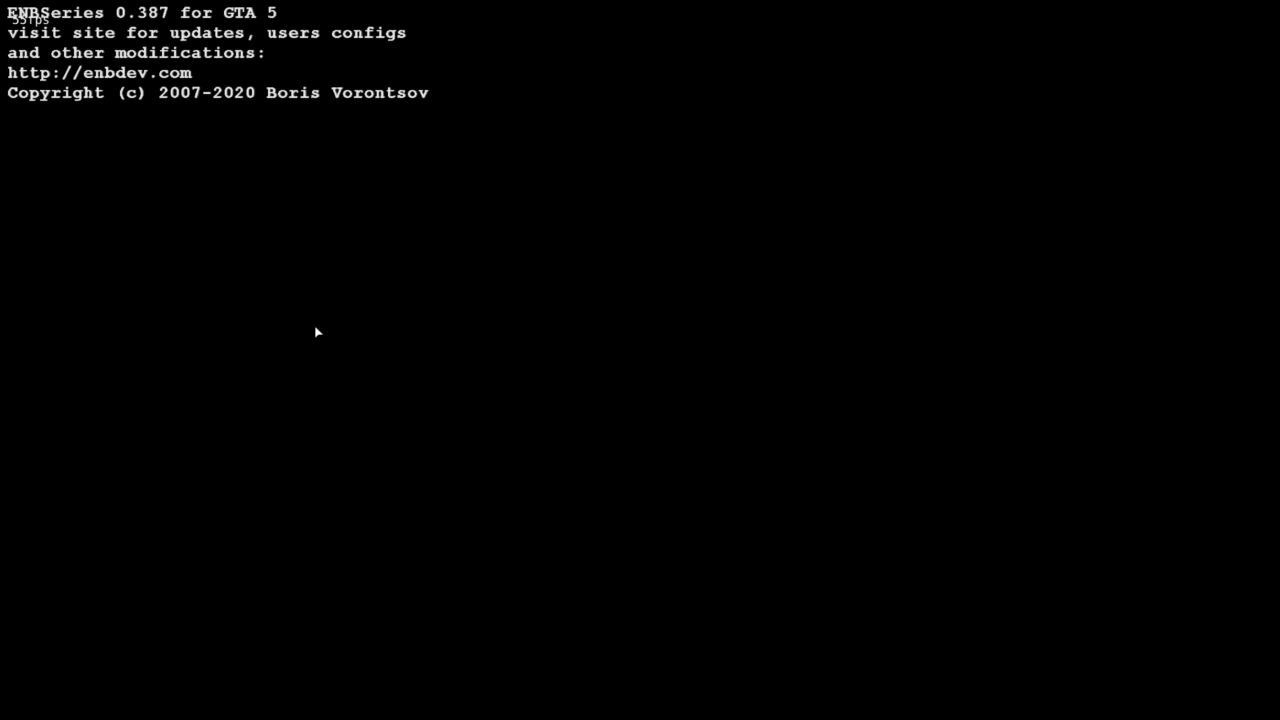 ENBSeries 0.387 for GTA 5
55fps
visit site for updates, users configs
and other modifications:
http://enbdev.com
Copyright (c) 2007-2020 Boris Vorontsov